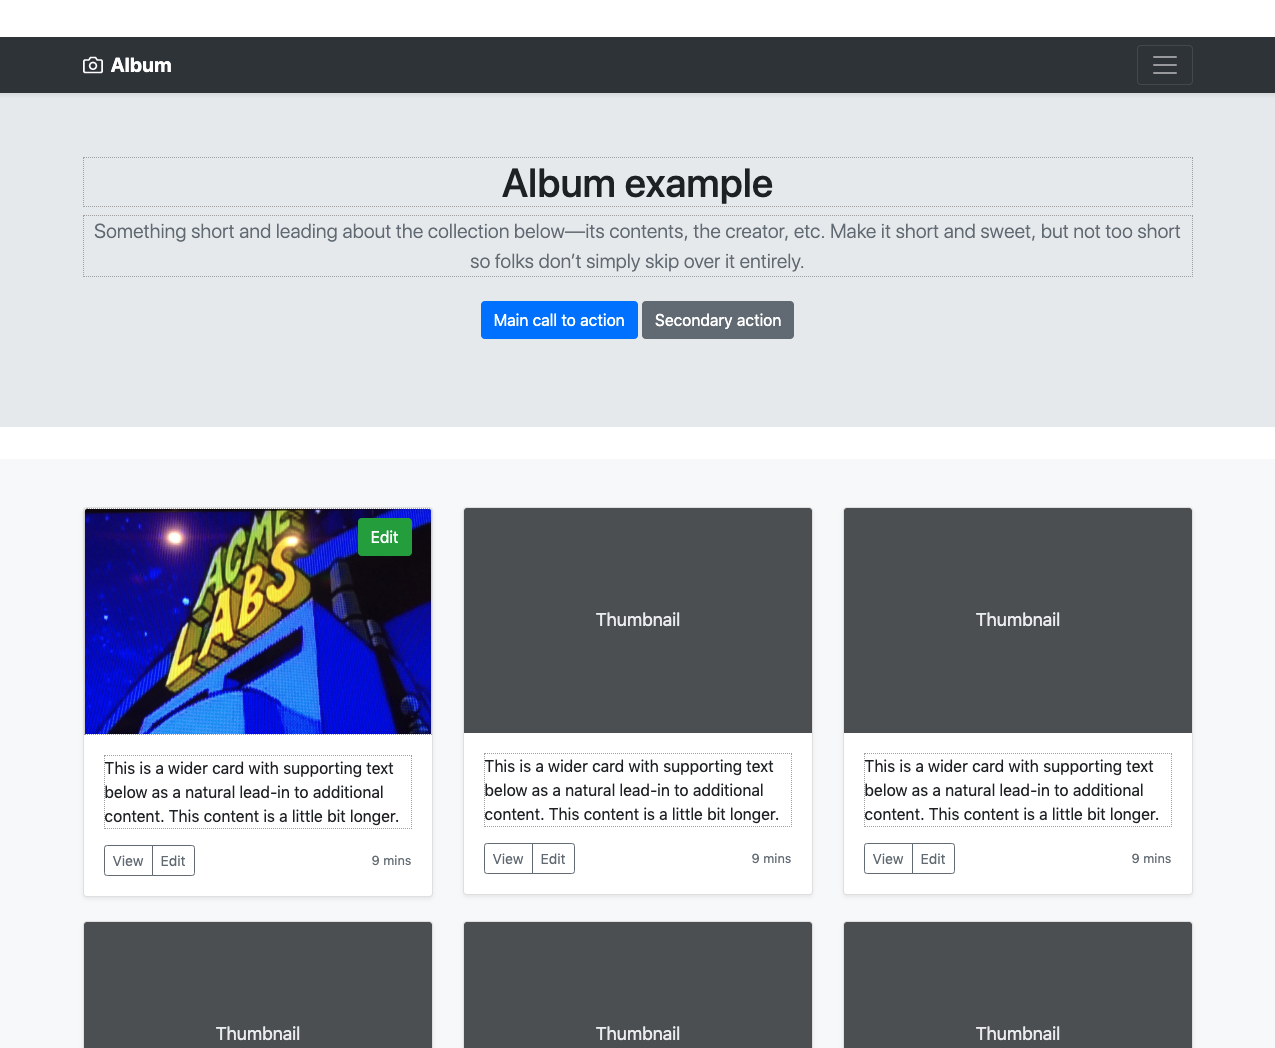 Album
Album example
Something short and leading about the collection below—its contents, the creator, etc. Make it short and sweet, but not too short
so folks don’t simply skip over it entirely.
Main call to action
Secondary action
ACME
LABS
Edit
This is a wider card with supporting text
below as a natural lead-in to additional
content. This content is a little bit longer.
View
Edit
9 mins
Thumbnail
This is a wider card with supporting text
below as a natural lead-in to additional
content. This content is a little bit longer.
View
Edit
9 mins
Thumbnail
This is a wider card with supporting text
below as a natural lead-in to additional
content. This content is a little bit longer.
View
Edit
9 mins
Thumbnail
Thumbnail
Thumbnail